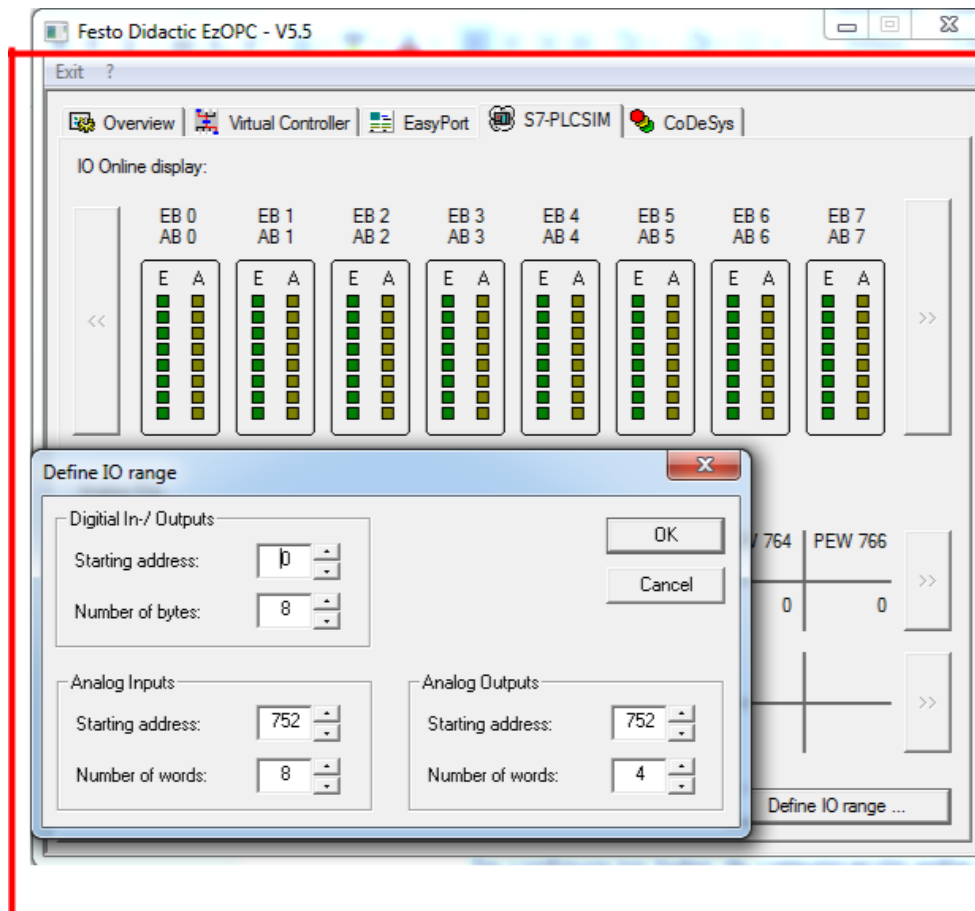 Festo Didactic EzOPC - V5.5
Exit ?
Overview Virtual Controller EasyPort S7-PLCSIM CoDeSys
IO Online display:
EB 0 EB 1 EB 2 EB 3 EB 4 EB 5 EB 6 EB 7
AB 0 AB 1 AB 2 AB 3 AB 4 AB 5 AB 6 AB 7
E A E A E A E A E A E A E A E A
<< >>
Define IO range
Digitial In-/ Outputs
Starting address: 0
Number of bytes: 8
OK
Cancel
764 PEW 766
>>
0 0
Analog Inputs
Starting address: 752
Number of words: 8
Analog Outputs
Starting address: 752
Number of words: 4
>>
Define IO range ...